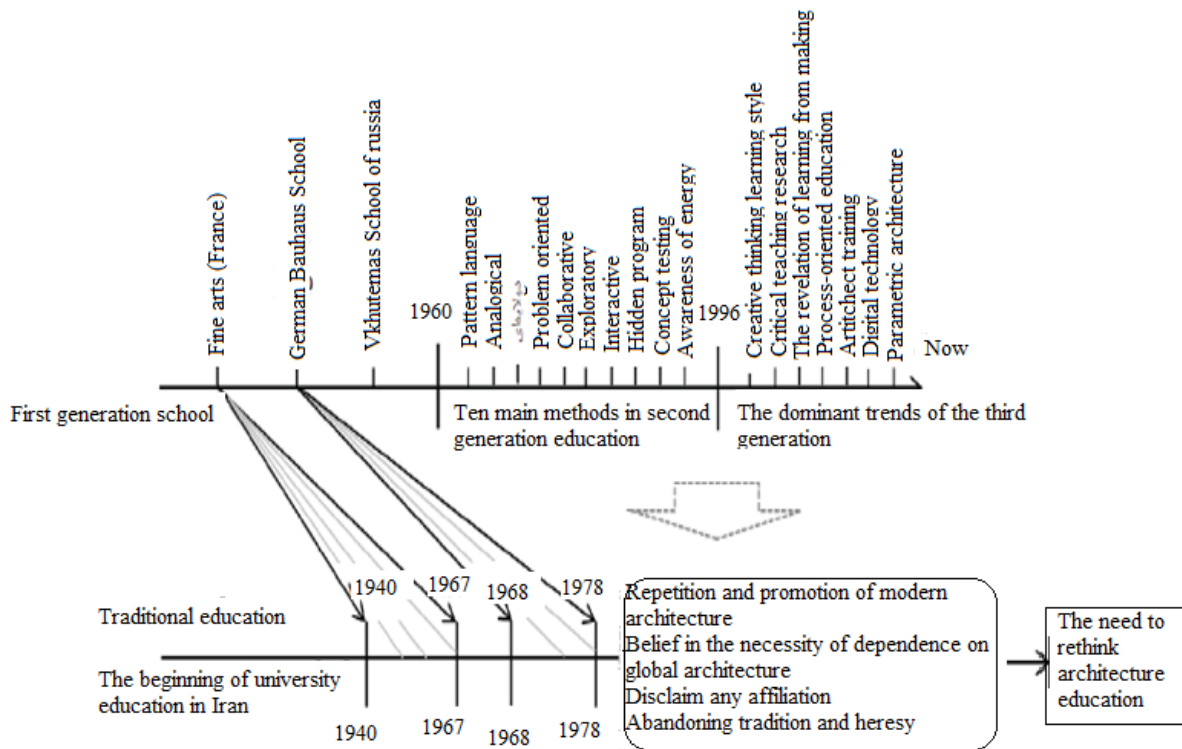 Fine arts (France)
German Bauhaus School
Vkhutemas School of russia
1960
Pattern language
Analogical
Problem oriented
Collaborative
Exploratory
Interactive
Hidden program
Concept testing
Awareness of energy
1996
Creative thinking learning style
Critical teaching research
The revelation of learning from making
Process-oriented education
Artitchect training
Digital technology
Parametric architecture
Now
First generation school
Ten main methods in second
generation education
The dominant trends of the third
generation
1940
1967
1968
1978
Traditional education
The beginning of university
education in Iran
1940
1967
1968
1978
Repetition and promotion of modern
architecture
Belief in the necessity of dependence on
global architecture
Disclaim any affiliation
Abandoning tradition and heresy
The need to
rethink
architecture
education